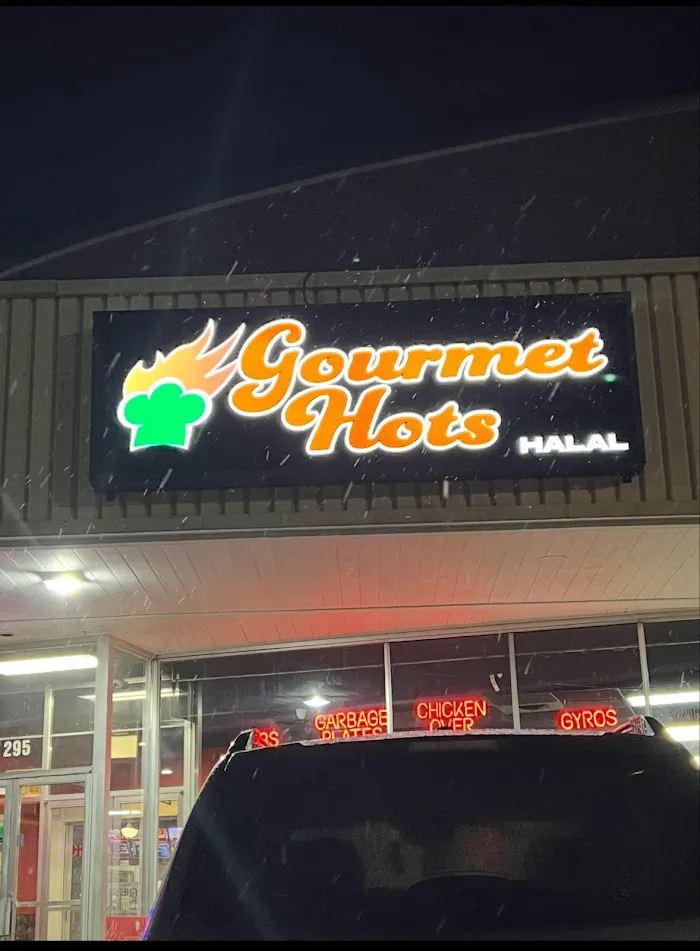 Gourmet
Hots
HALAL
GARBAGE
PLATES
CHICKEN
OVER
GYROS
295